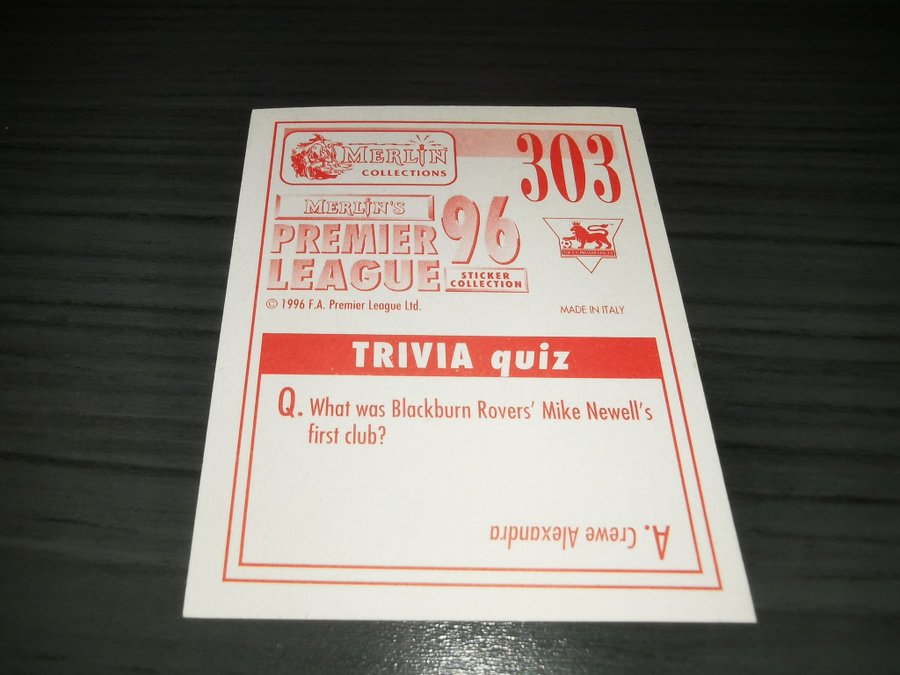 MERLIN
COLLECTIONS
303
MERLIN'S
PREMIER
LEAGUE
96
STICKER
COLLECTION
© 1996 F.A. Premier League Ltd.
MADE IN ITALY
TRIVIA quiz
Q. What was Blackburn Rovers' Mike Newell's
first club?
A. Crewe Alexandra